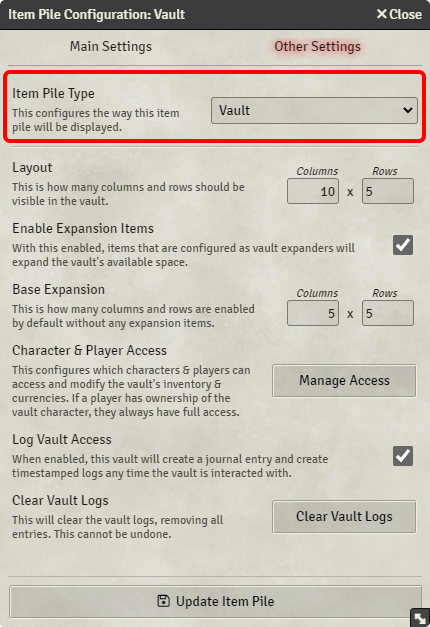 Item Pile Configuration: Vault
Close
Main Settings
Other Settings
Item Pile Type
This configures the way this item
pile will be displayed.
Vault
Layout
This is how many columns and rows should be
visible in the vault.
Columns
Rows
10 x 5
Enable Expansion Items
With this enabled, items that are configured as vault expanders will
expand the vault's available space.
Base Expansion
This is how many columns and rows are enabled
by default without any expansion items.
Columns
Rows
5 x 5
Character & Player Access
This configures which characters & players can
access and modify the vault's inventory &
currencies. If a player has ownership of the
vault character, they always have full access.
Manage Access
Log Vault Access
When enabled, this vault will create a journal entry and create
timestamped logs any time the vault is interacted with.
Clear Vault Logs
This will clear the vault logs, removing all
entries. This cannot be undone.
Clear Vault Logs
Update Item Pile